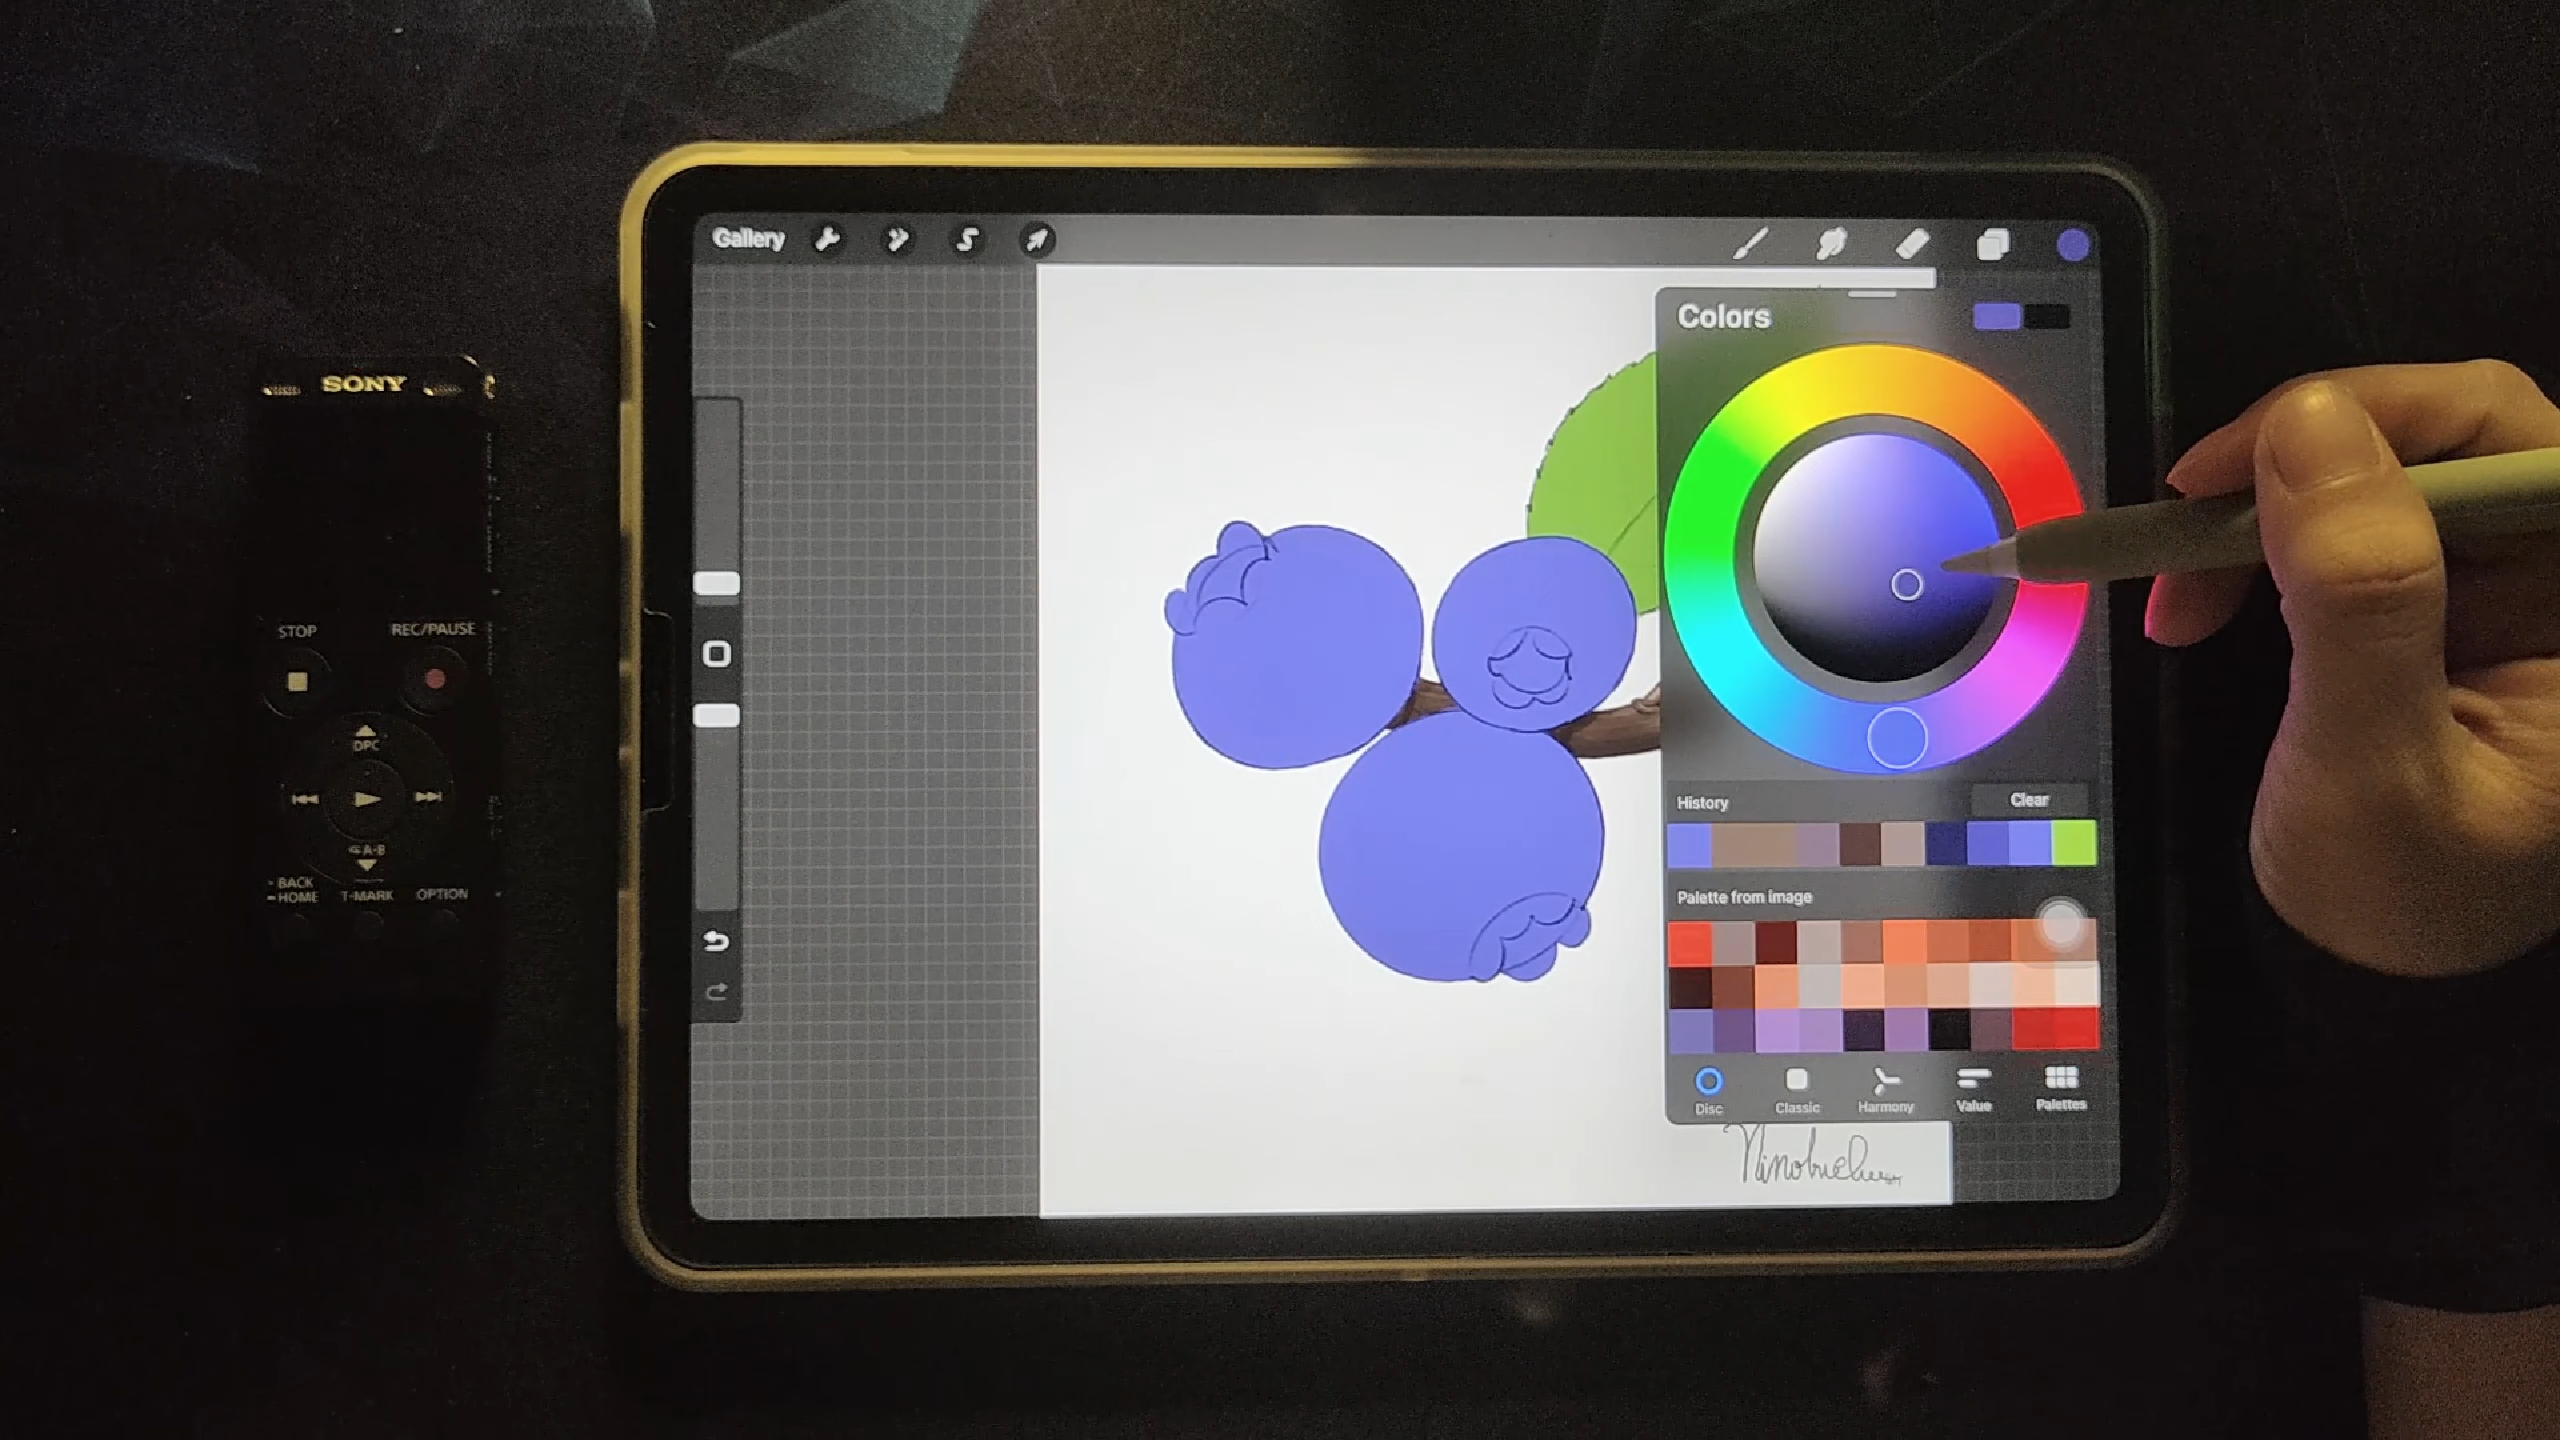 SONY
STOP
REC/PAUSE
DPC
A-B
BACK
HOME
T-MARK
OPTION
Gallery
Colors
History
Clear
Palette from image
Disc
Classic
Harmony
Value
Palettes